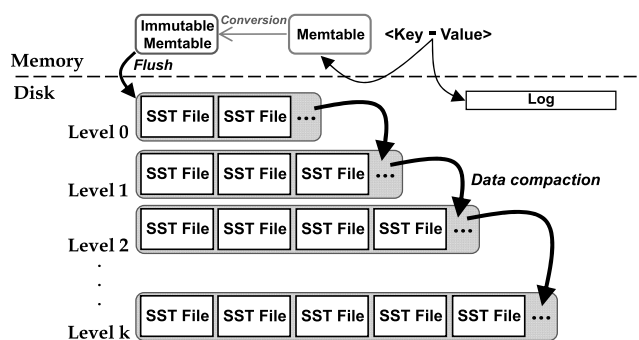 Immutable
Memtable
Conversion
Memtable
<Key - Value>
Memory
Flush
Disk
Log
SST File SST File ...
Level 0
SST File SST File SST File ...
Level 1
Data compaction
SST File SST File SST File SST File ...
Level 2
.
.
.
SST File SST File SST File SST File SST File ...
Level k